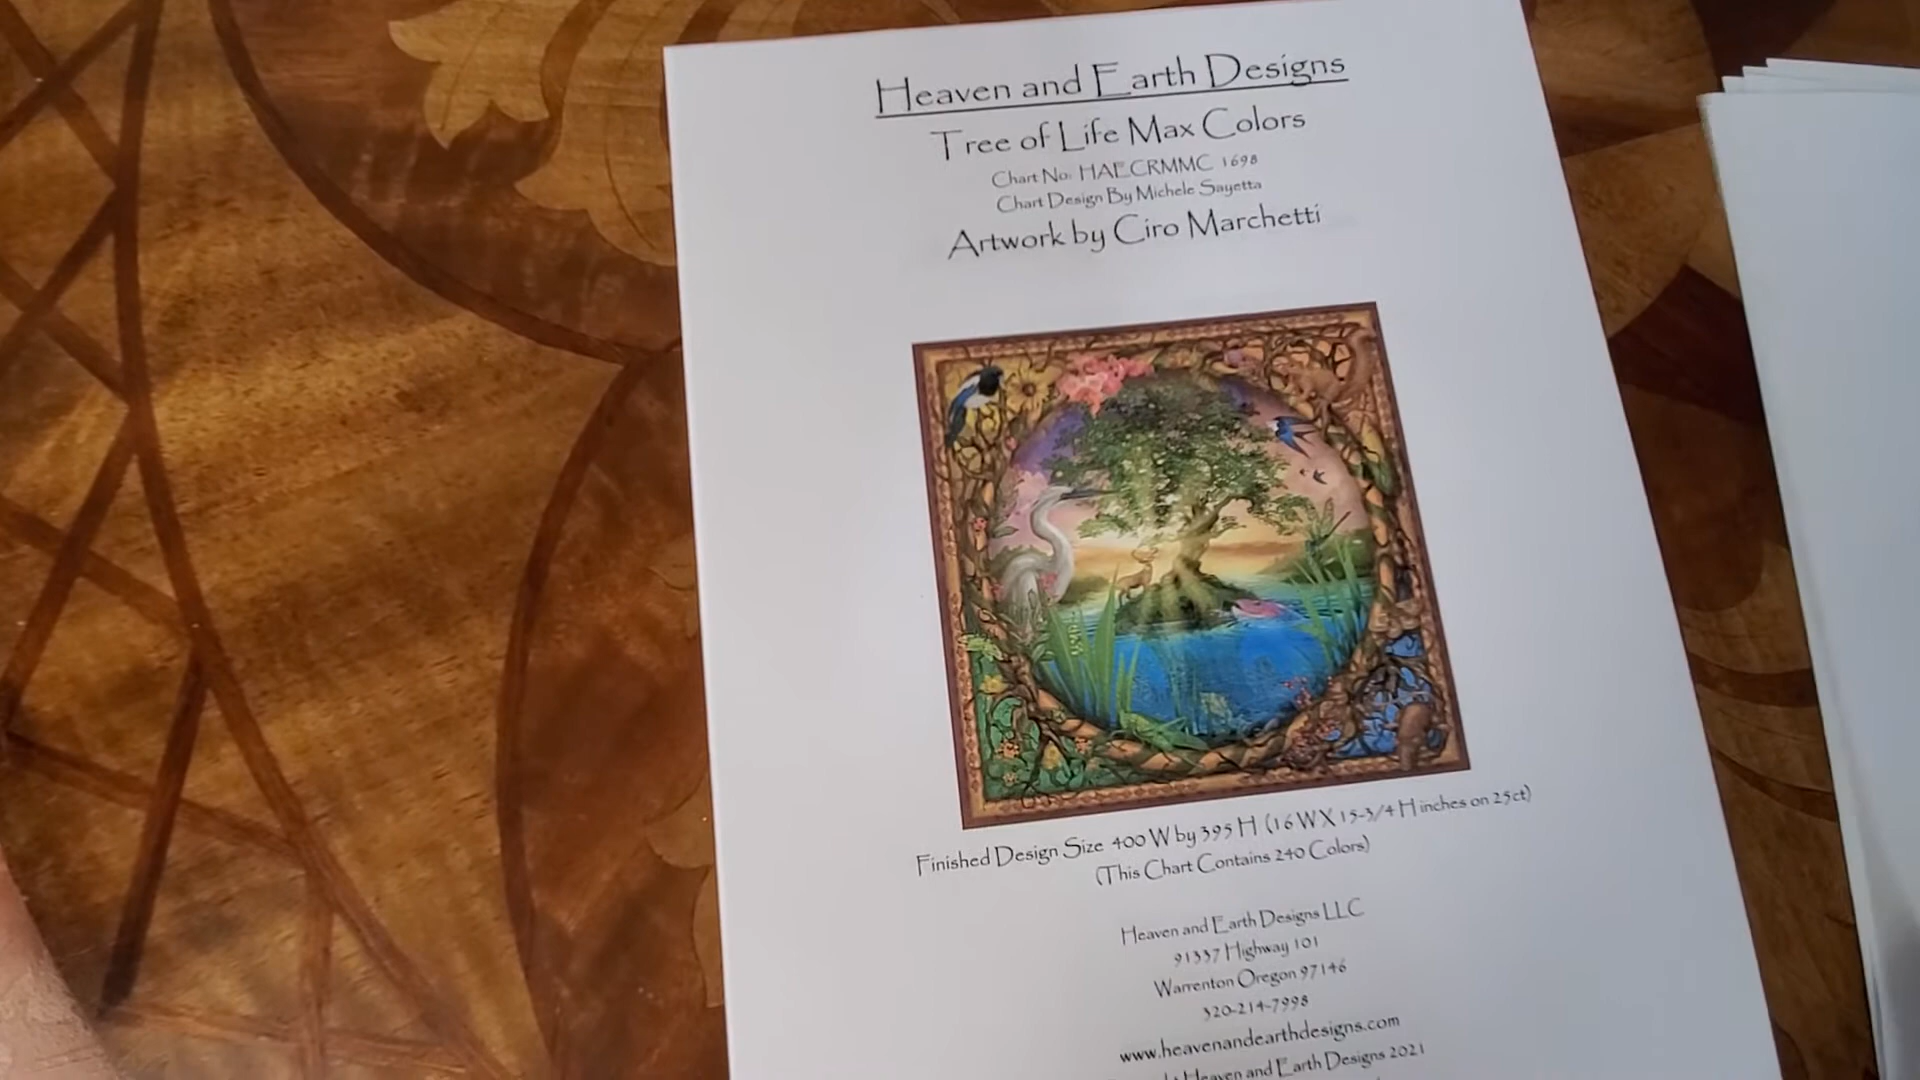 Heaven and Earth Designs
Tree of Life Max Colors
Chart No: HAECRMMC 1698
Chart Design By Michele Sayetta
Artwork by Ciro Marchetti
Finished Design Size 400 W by 395 H (16 W X 15-3/4 H inches on 25ct)
(This Chart Contains 240 Colors)
Heaven and Earth Designs LLC
91337 Highway 101
Warrenton Oregon 97146
320-214-7998
www.heavenandearthdesigns.com
Heaven and Earth Designs 2021